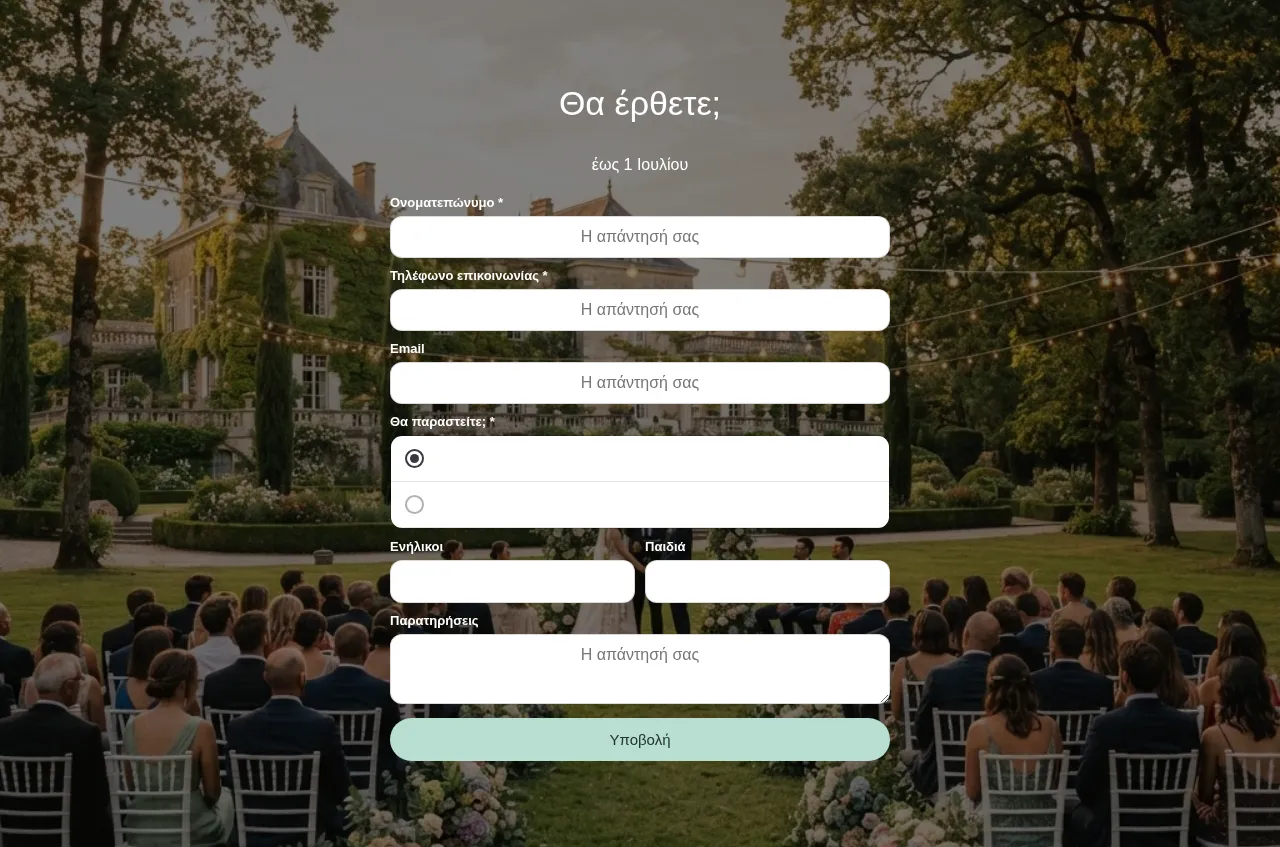 Θα έρθετε;
έως 1 Ιουλίου
Ονοματεπώνυμο *
Η απάντησή σας
Τηλέφωνο επικοινωνίας *
Η απάντησή σας
Email
Η απάντησή σας
Θα παραστείτε; *
Ενήλικοι
Παιδιά
Παρατηρήσεις
Η απάντησή σας
Υποβολή